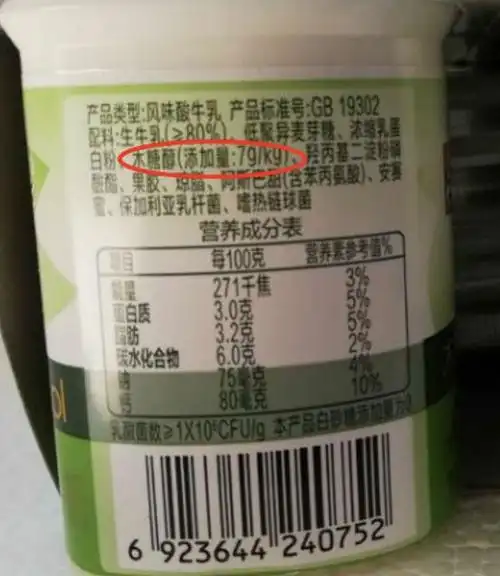 产品类型:风味酸牛乳 产品标准号:GB 19302
配料:生牛乳(≥80%)、低聚异麦芽糖、浓缩乳蛋
白粉、木糖醇(添加量:7g/kg)、羟丙基二淀粉磷
酸酯、果胶、琼脂、阿斯巴甜(含苯丙氨酸)、安赛
蜜、保加利亚乳杆菌、嗜热链球菌
营养成分表
项目 每100克 营养素参考值%
能量 271千焦 3%
蛋白质 3.0克 5%
脂肪 3.2克 5%
碳水化合物 6.0克 2%
钠 75毫克 4%
钙 80毫克 10%
乳酸菌数≥1X10⁶CFU/g 本产品白砂糖添加量为0
ol
6 923644 240752